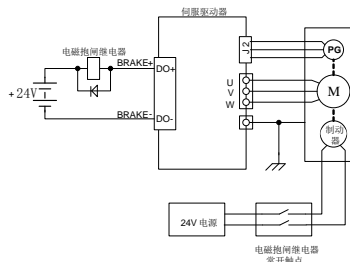 伺服驱动器
电磁抱闸继电器
BRAKE+
DO+
J2
PG
+24V
U
V
W
M
BRAKE-
DO-
制动器
24V 电源
电磁抱闸继电器
常开触点